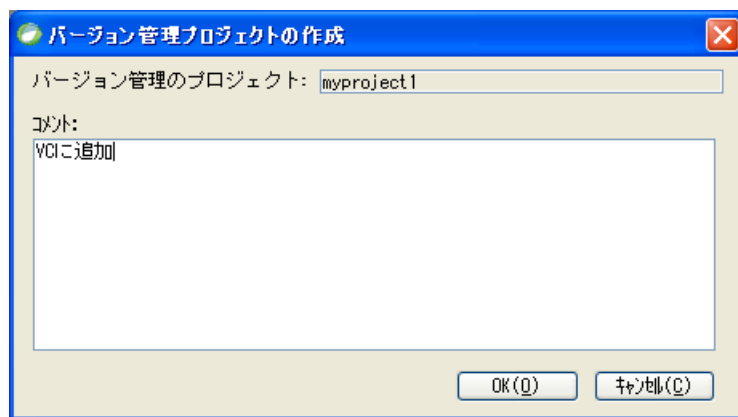 バージョン管理プロジェクトの作成
バージョン管理のプロジェクト: myproject1
コメント:
VCに追加
OK(O) キャンセル(C)